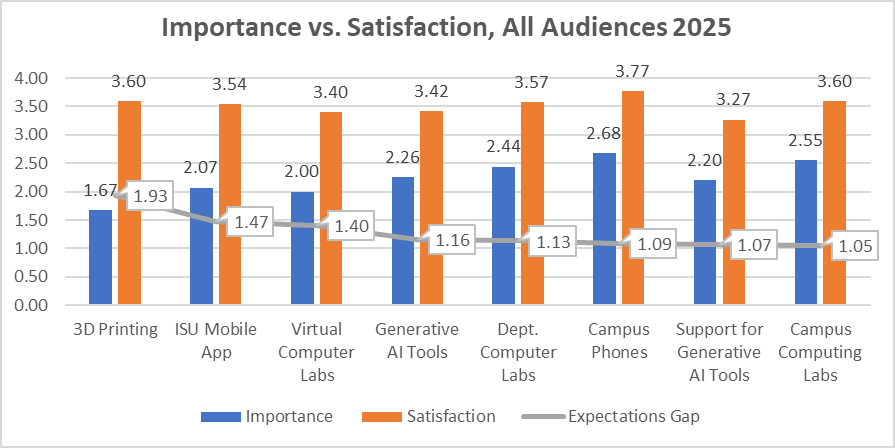 Importance vs. Satisfaction, All Audiences 2025
4.00
3.50
3.00
2.50
2.00
1.50
1.00
0.50
0.00
3.60
3.54
3.40
3.42
3.57
3.77
3.27
3.60
1.67
2.07
2.00
2.26
2.44
2.68
2.20
2.55
1.93
1.47
1.40
1.16
1.13
1.09
1.07
1.05
3D Printing
ISU Mobile
App
Virtual
Computer
Labs
Generative
AI Tools
Dept.
Computer
Labs
Campus
Phones
Support for
Generative
AI Tools
Campus
Computing
Labs
Importance
Satisfaction
Expectations Gap